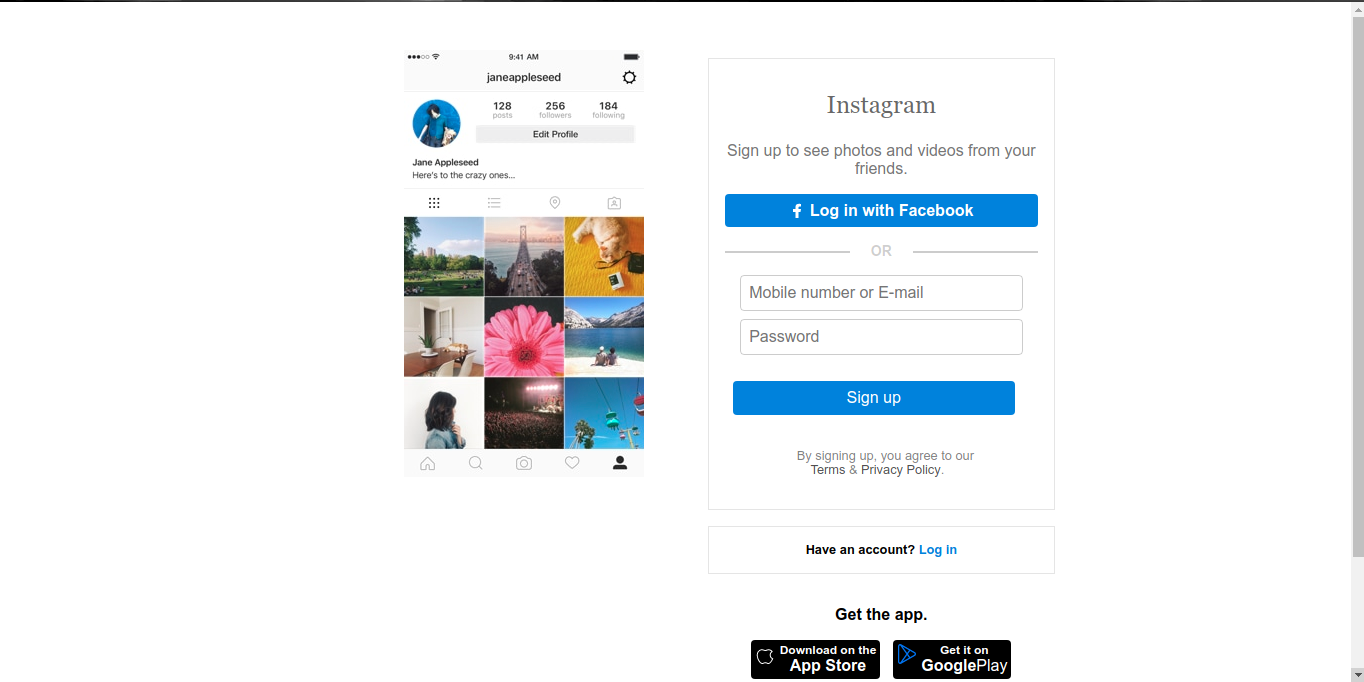 9:41 AM
janeappleseed
128 256 184
posts followers following
Edit Profile
Jane Appleseed
Here's to the crazy ones...
Instagram
Sign up to see photos and videos from your
friends.
f Log in with Facebook
OR
Mobile number or E-mail
Password
Sign up
By signing up, you agree to our
Terms & Privacy Policy.
Have an account? Log in
Get the app.
Download on the
App Store
Get it on
GooglePlay